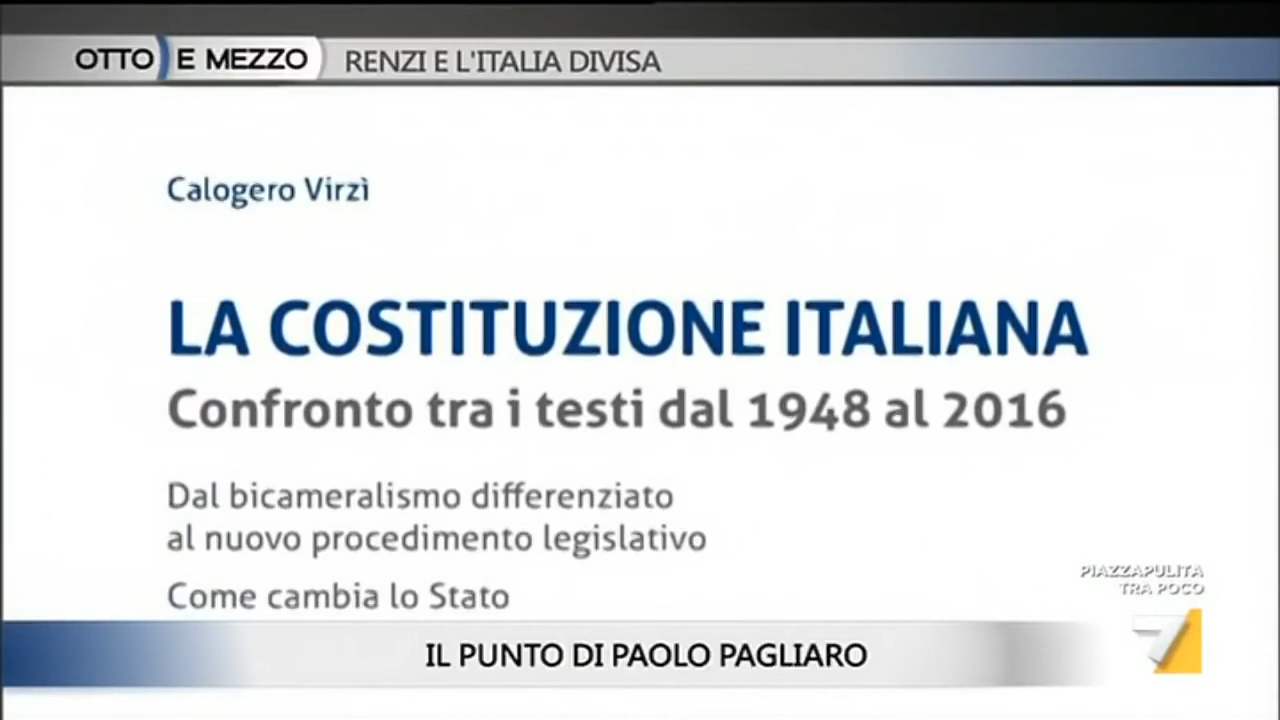 OTTO E MEZZO RENZI E L'ITALIA DIVISA
Calogero Virzì
LA COSTITUZIONE ITALIANA
Confronto tra i testi dal 1948 al 2016
Dal bicameralismo differenziato
al nuovo procedimento legislativo
Come cambia lo Stato
PIAZZAPULITA
TRA POCO
IL PUNTO DI PAOLO PAGLIARO
7